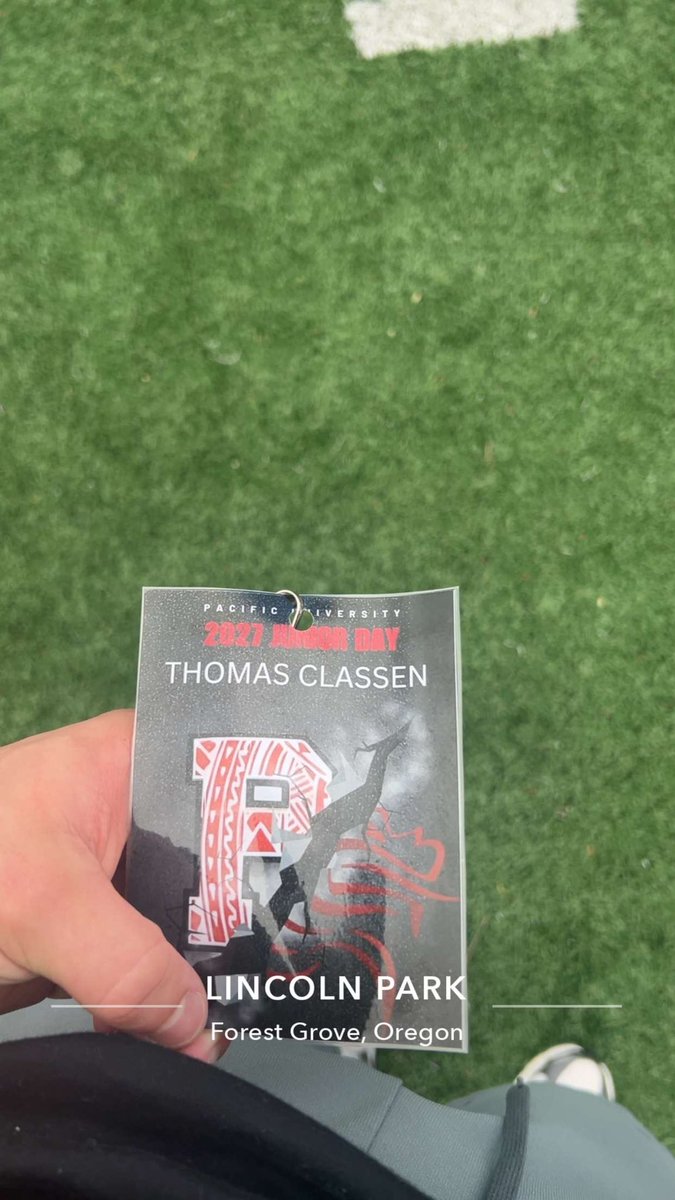 PACIFIC UNIVERSITY
2027 JUNIOR DAY
THOMAS CLASSEN
P
LINCOLN PARK
Forest Grove, Oregon